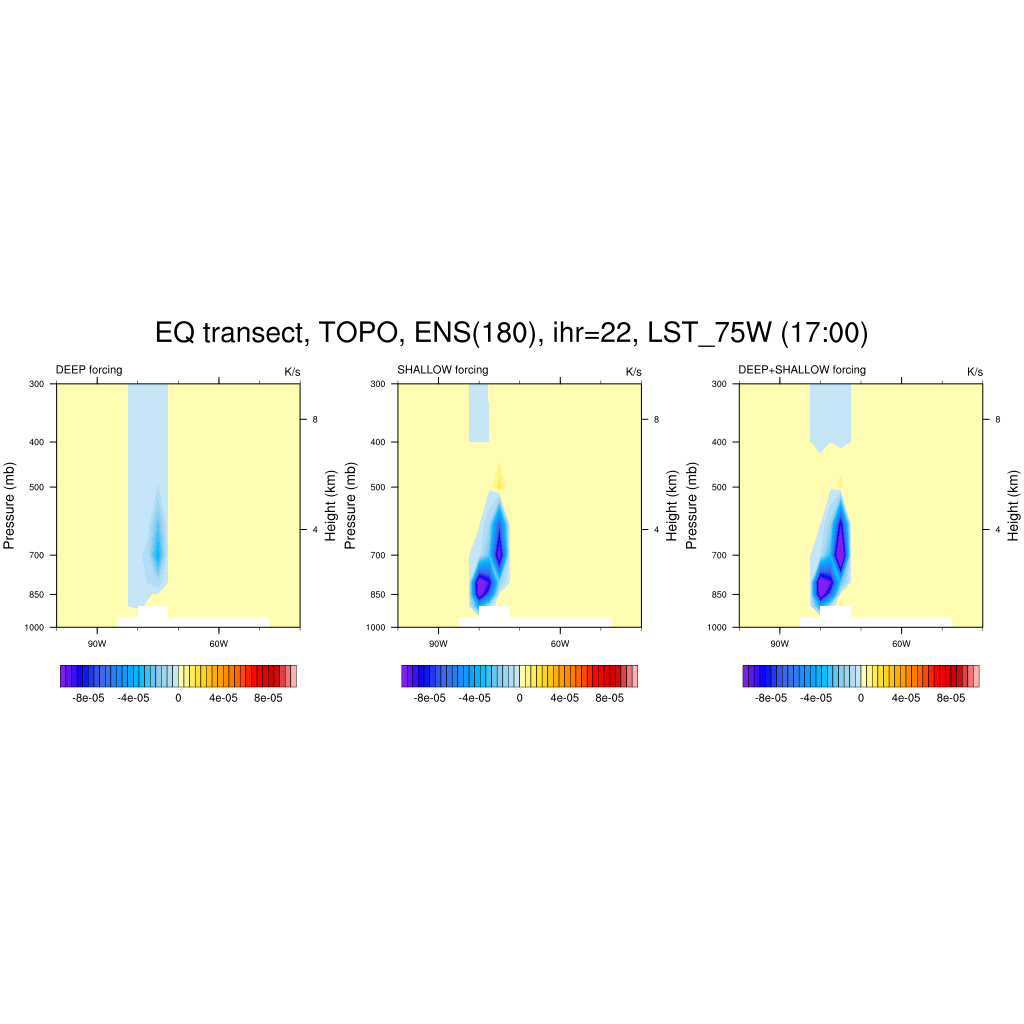 EQ transect, TOPO, ENS(180), ihr=22, LST_75W (17:00)
DEEP forcing K/s
Pressure (mb)
300
400
500
700
850
1000
8
4
Height (km)
90W 60W
-8e-05 -4e-05 0 4e-05 8e-05
SHALLOW forcing K/s
Pressure (mb)
300
400
500
700
850
1000
8
4
Height (km)
90W 60W
-8e-05 -4e-05 0 4e-05 8e-05
DEEP+SHALLOW forcing K/s
Pressure (mb)
300
400
500
700
850
1000
8
4
Height (km)
90W 60W
-8e-05 -4e-05 0 4e-05 8e-05